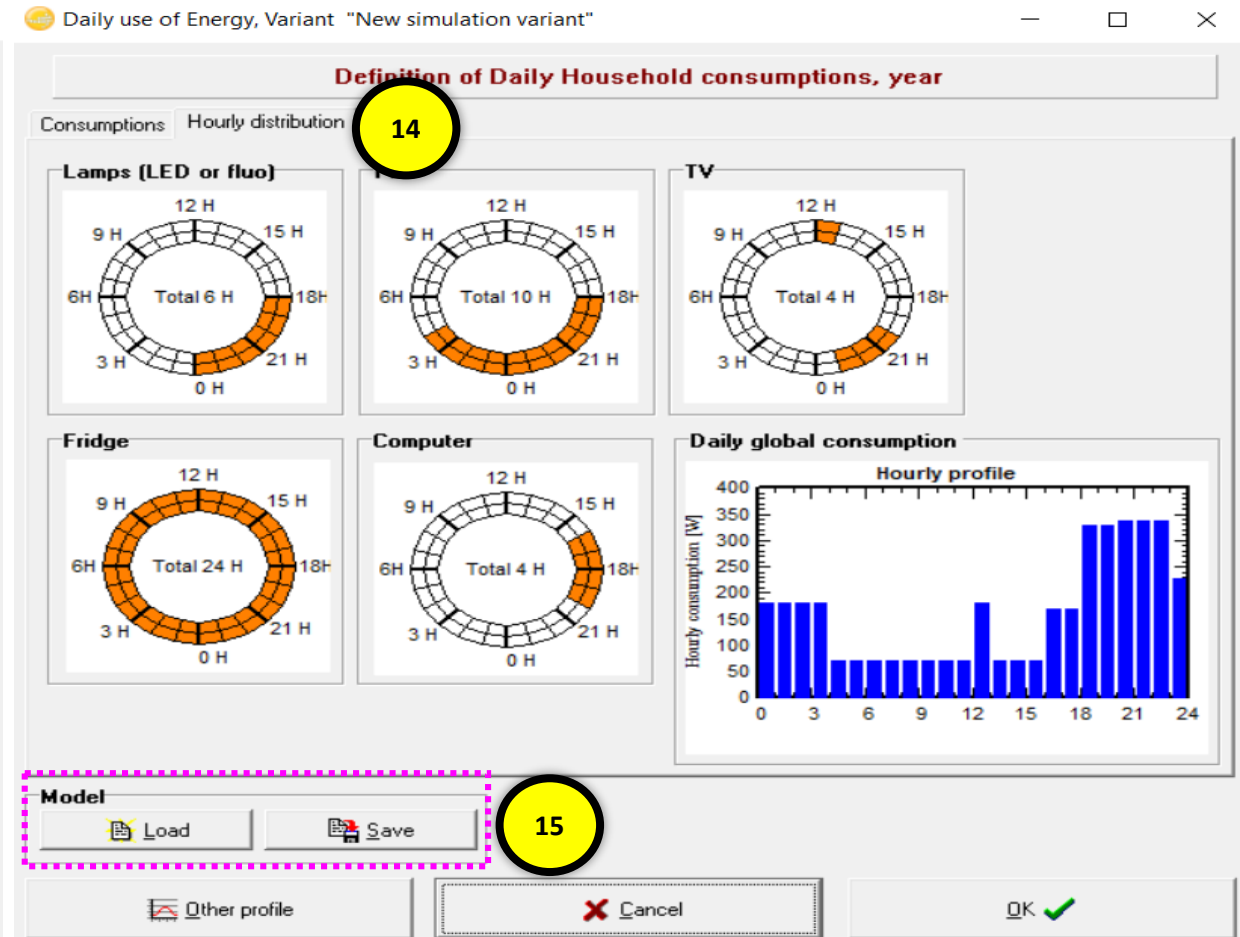 Daily use of Energy, Variant "New simulation variant"
Definition of Daily Household consumptions, year
Consumptions Hourly distribution
14
Lamps (LED or fluo)
12 H
9 H 15 H
6H Total 6 H 18H
3 H 21 H
0 H
12 H
9 H 15 H
6H Total 10 H 18H
3 H 21 H
0 H
TV
12 H
9 H 15 H
6H Total 4 H 18H
3 H 21 H
0 H
Fridge
12 H
9 H 15 H
6H Total 24 H 18H
3 H 21 H
0 H
Computer
12 H
9 H 15 H
6H Total 4 H 18H
3 H 21 H
0 H
Daily global consumption
Hourly profile
Hourly consumption [W]
400
350
300
250
200
150
100
50
0
0 3 6 9 12 15 18 21 24
Model
Load Save
15
Other profile Cancel OK